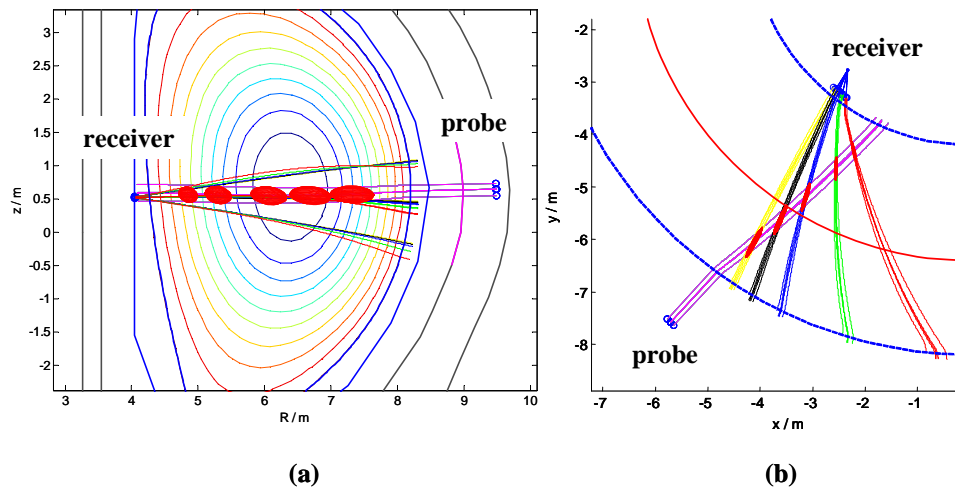 3
2.5
2
1.5
1
0.5
0
-0.5
-1
-1.5
-2
z / m
receiver
probe
3 4 5 6 7 8 9 10
R / m
(a)
-2
-3
-4
-5
-6
-7
-8
y / m
receiver
probe
-7 -6 -5 -4 -3 -2 -1
x / m
(b)